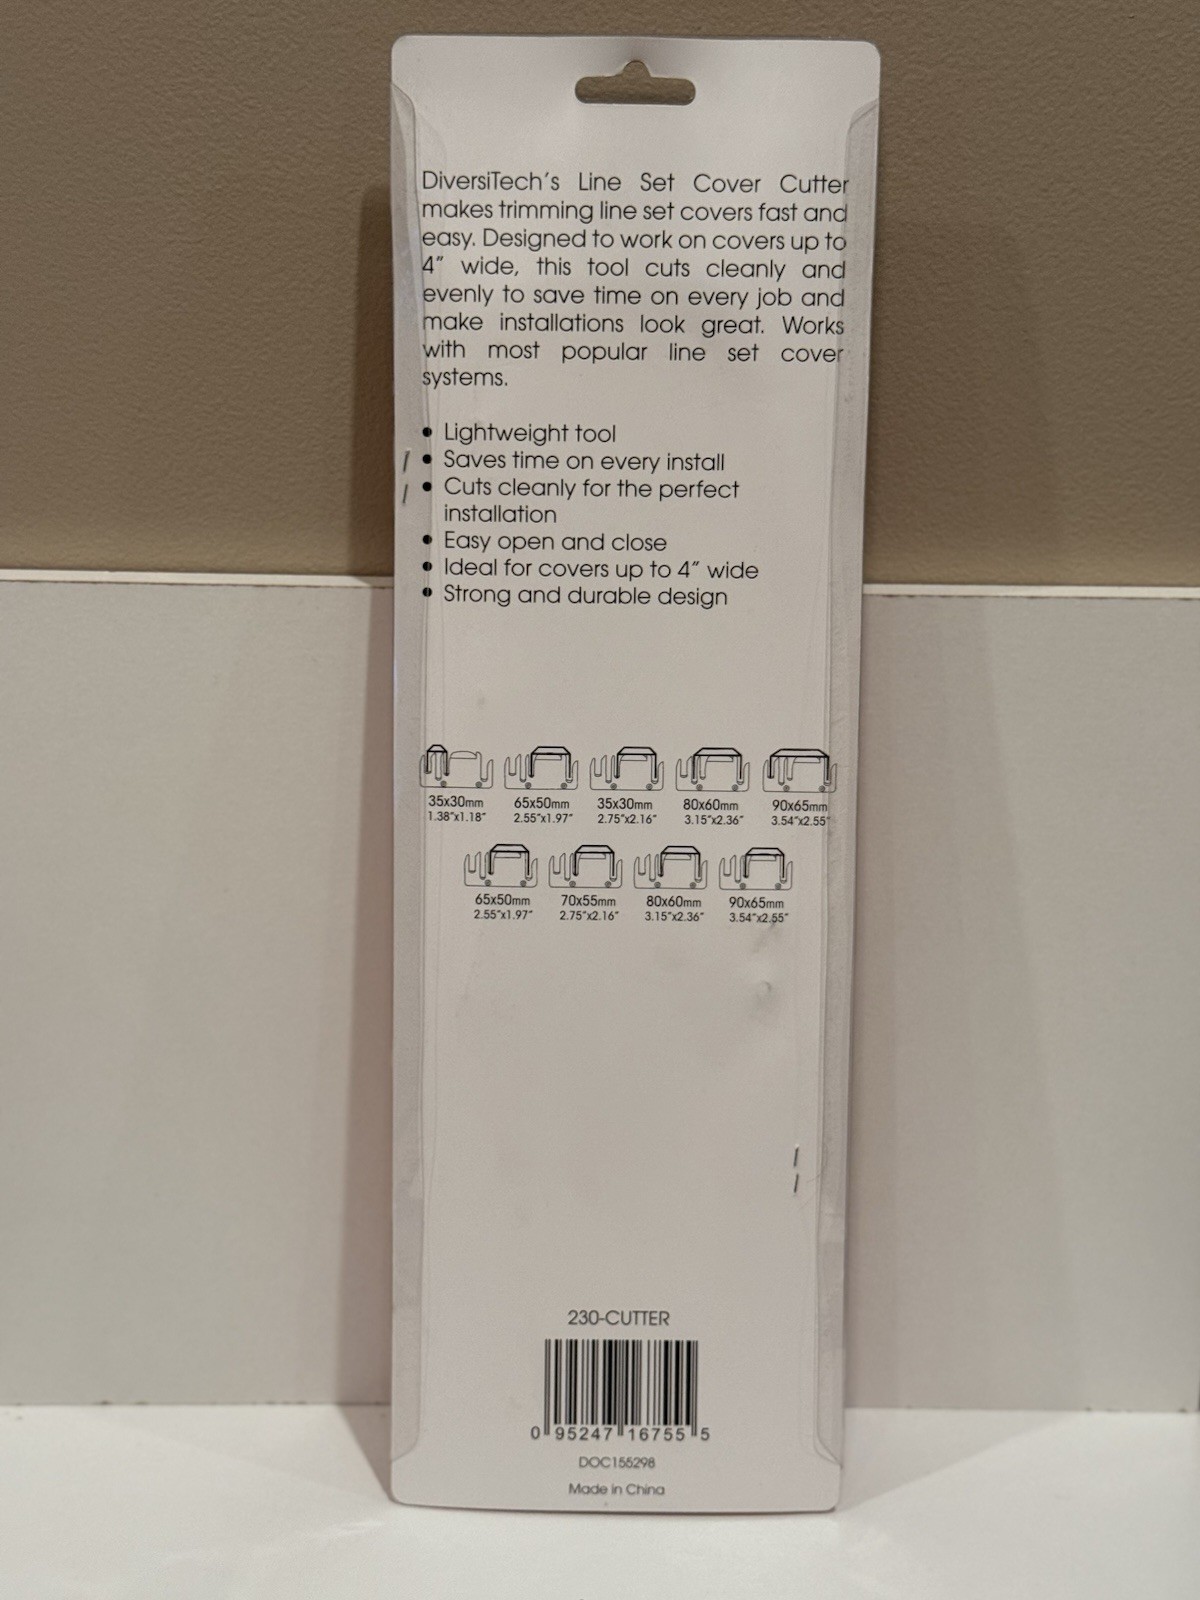 DiversiTech's Line Set Cover Cutter
makes trimming line set covers fast and
easy. Designed to work on covers up to
4" wide, this tool cuts cleanly and
evenly to save time on every job and
make installations look great. Works
with most popular line set cover
systems.
• Lightweight tool
• Saves time on every install
• Cuts cleanly for the perfect
installation
• Easy open and close
• Ideal for covers up to 4" wide
• Strong and durable design
35x30mm 65x50mm 35x30mm 80x60mm 90x65mm
1.38"x1.18" 2.55"x1.97" 2.75"x2.16" 3.15"x2.36" 3.54"x2.55"
65x50mm 70x55mm 80x60mm 90x65mm
2.55"x1.97" 2.75"x2.16" 3.15"x2.36" 3.54"x2.55"
230-CUTTER
0 95247 16755 5
DOC155298
Made in China